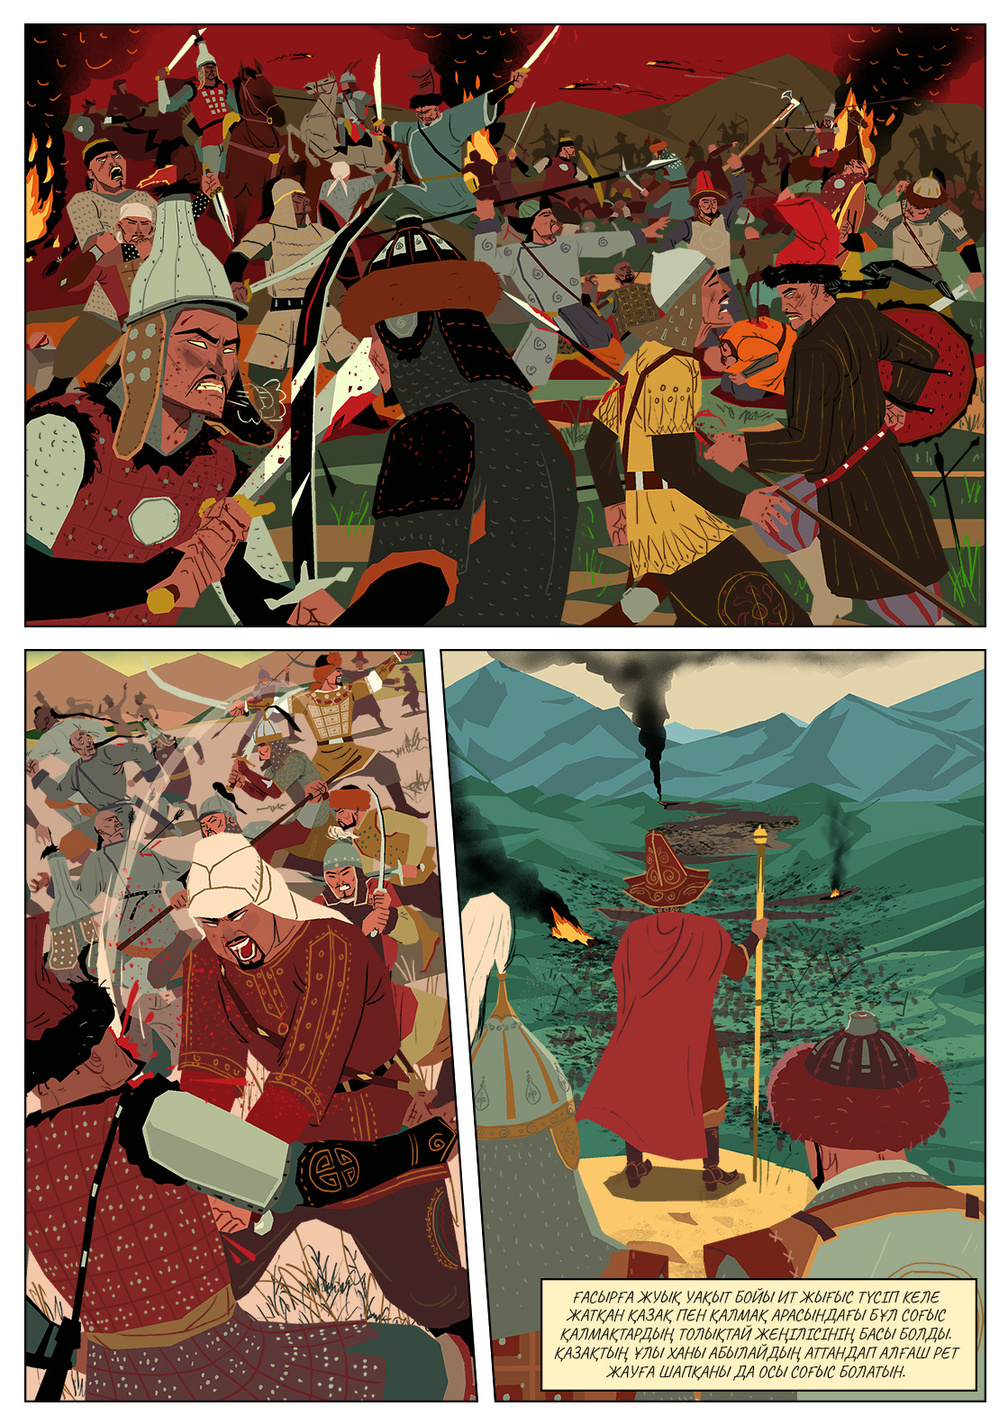 ҒАСЫРҒА ЖУЫҚ УАҚЫТ БОЙЫ ИТ ЖЫҒЫС ТҮСІП КЕЛЕ
ЖАТҚАН ҚАЗАҚ ПЕН ҚАЛМАҚ АРАСЫНДАҒЫ БҰЛ СОҒЫС
ҚАЛМАҚТАРДЫҢ ТОЛЫҚТАЙ ЖЕҢІЛІСІНІҢ БАСЫ БОЛДЫ.
ҚАЗАҚТЫҢ ҰЛЫ ХАНЫ АБЫЛАЙДЫҢ АТТАНДАП АЛҒАШ РЕТ
ЖАУҒА ШАПҚАНЫ ДА ОСЫ СОҒЫС БОЛАТЫН.